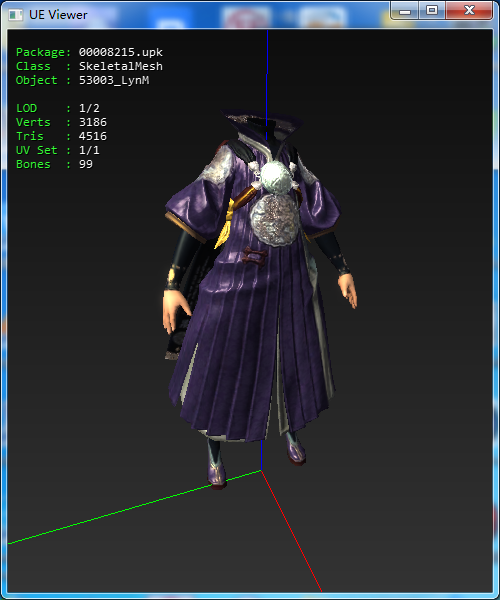 UE Viewer
Package: 00008215.upk
Class : SkeletalMesh
Object : 53003_LynM
LOD : 1/2
Verts : 3186
Tris : 4516
UV Set : 1/1
Bones : 99